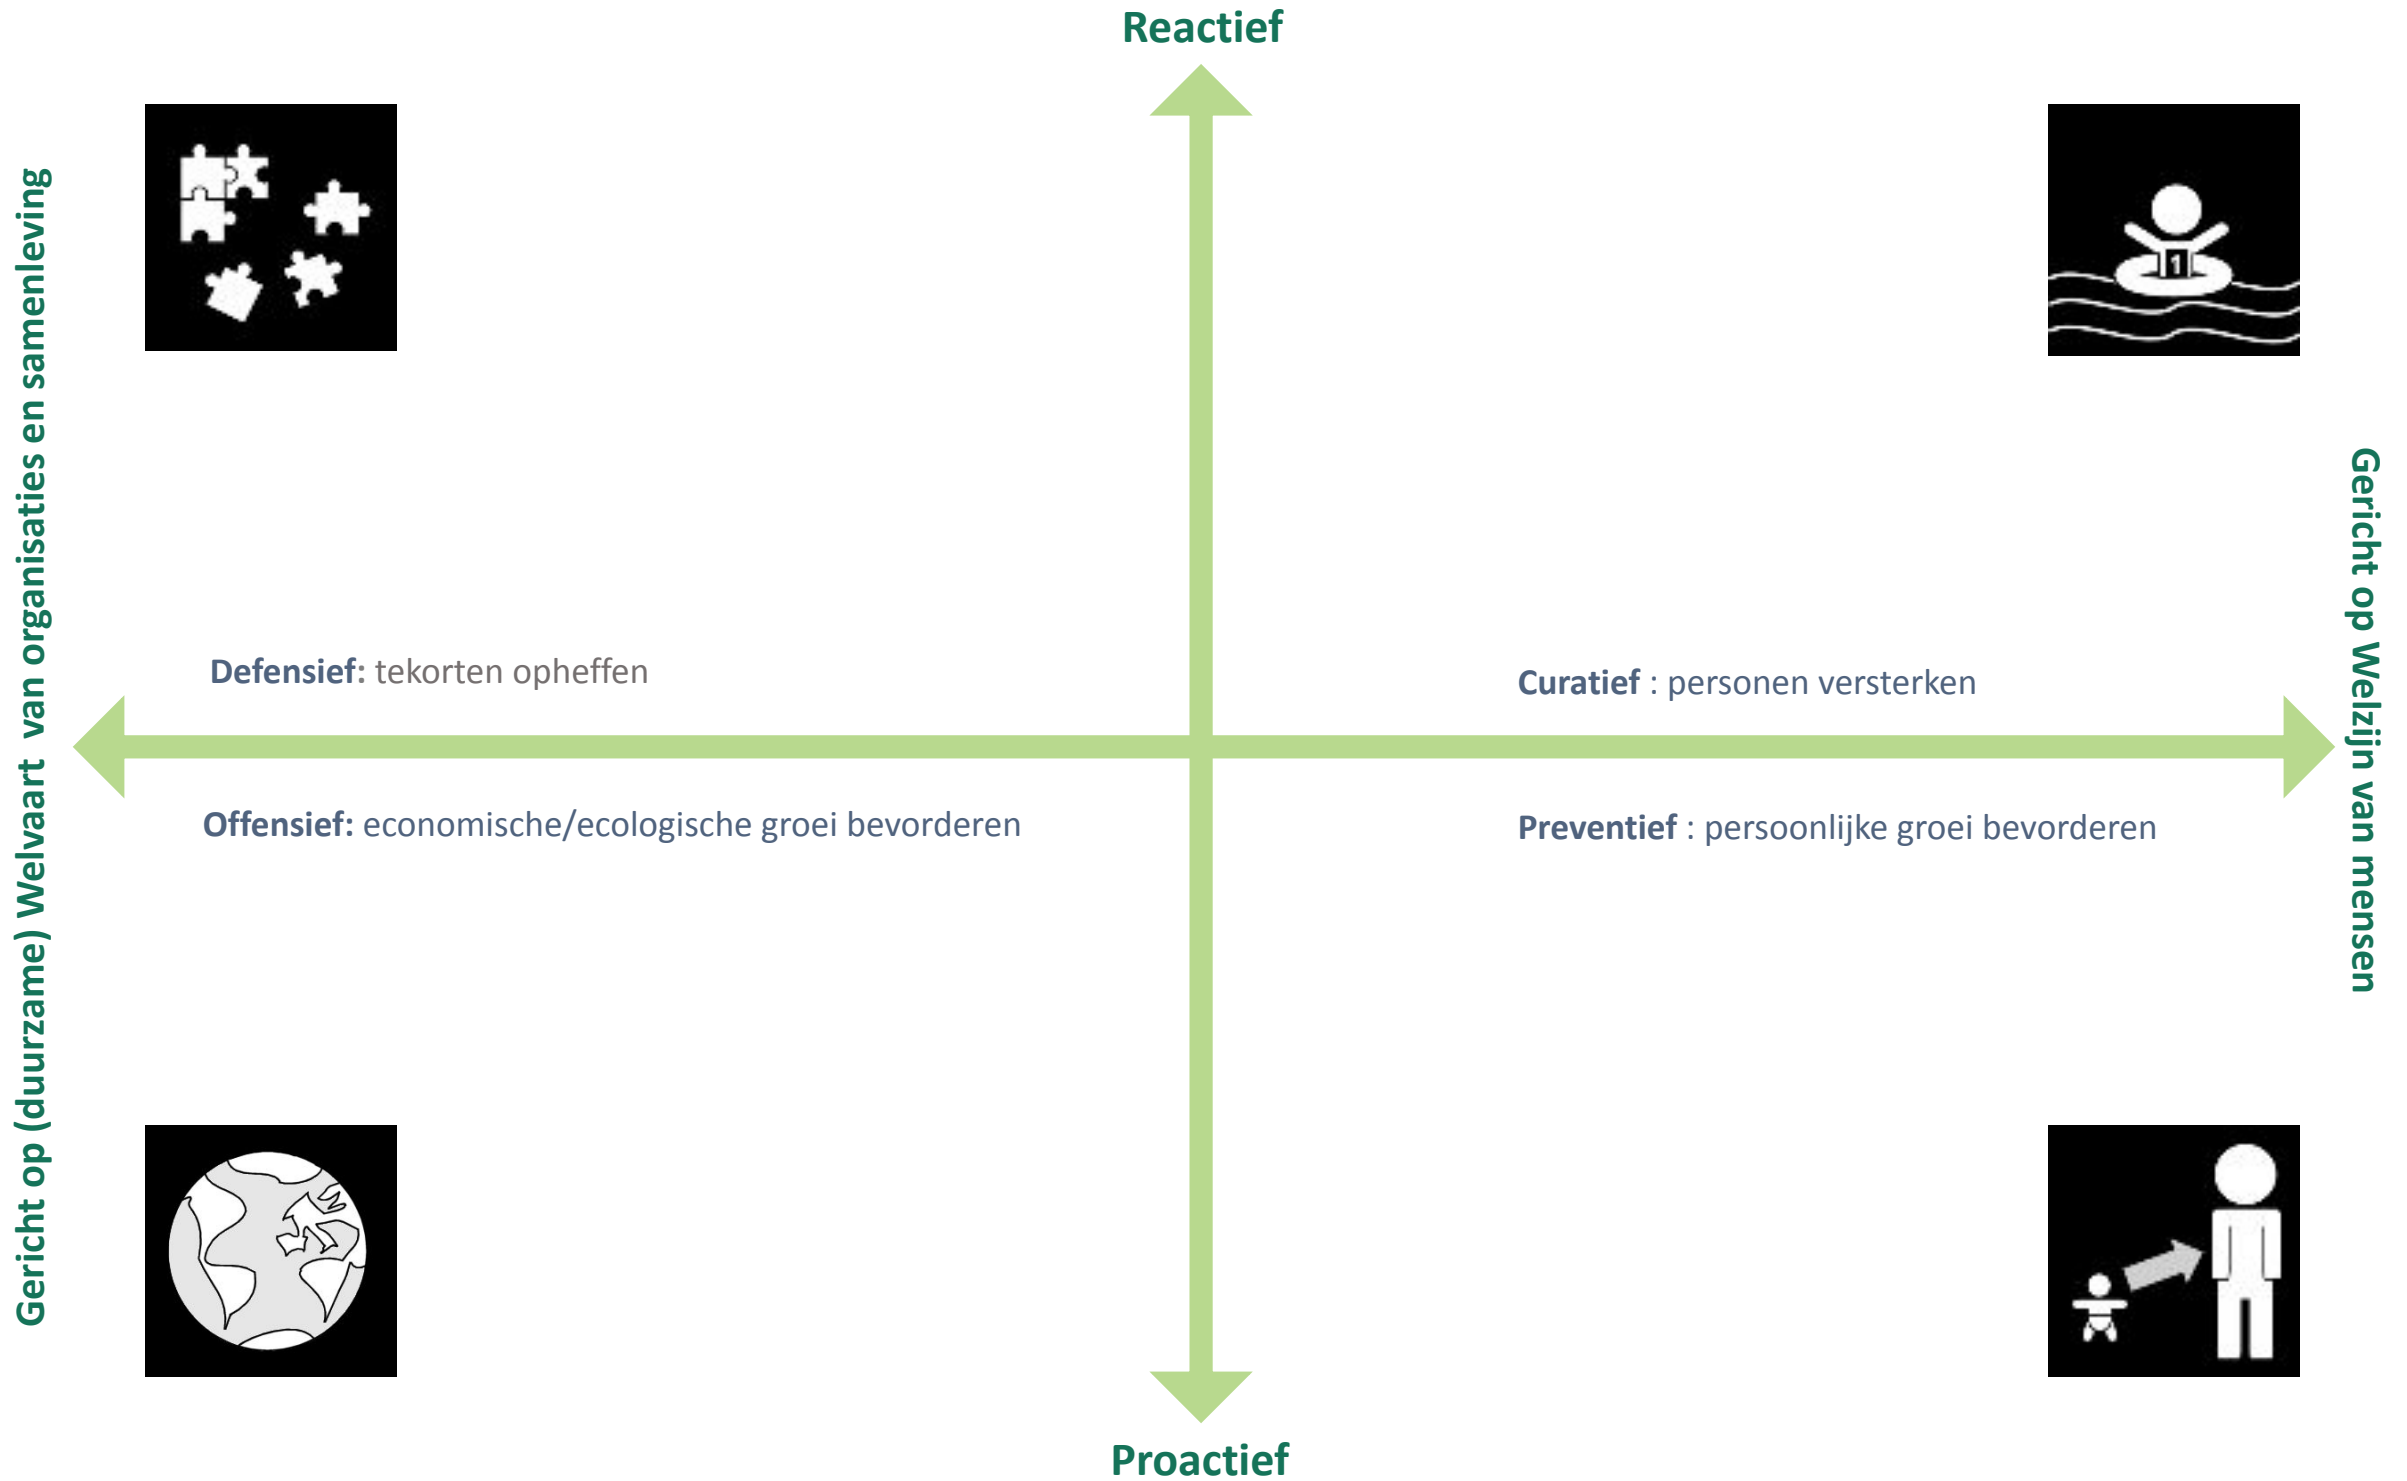 Reactief
Gericht op (duurzame) Welvaart van organisaties en samenleving
1
Gericht op Welzijn van mensen
Defensief: tekorten opheffen
Curatief : personen versterken
Offensief: economische/ecologische groei bevorderen
Preventief : persoonlijke groei bevorderen
Proactief